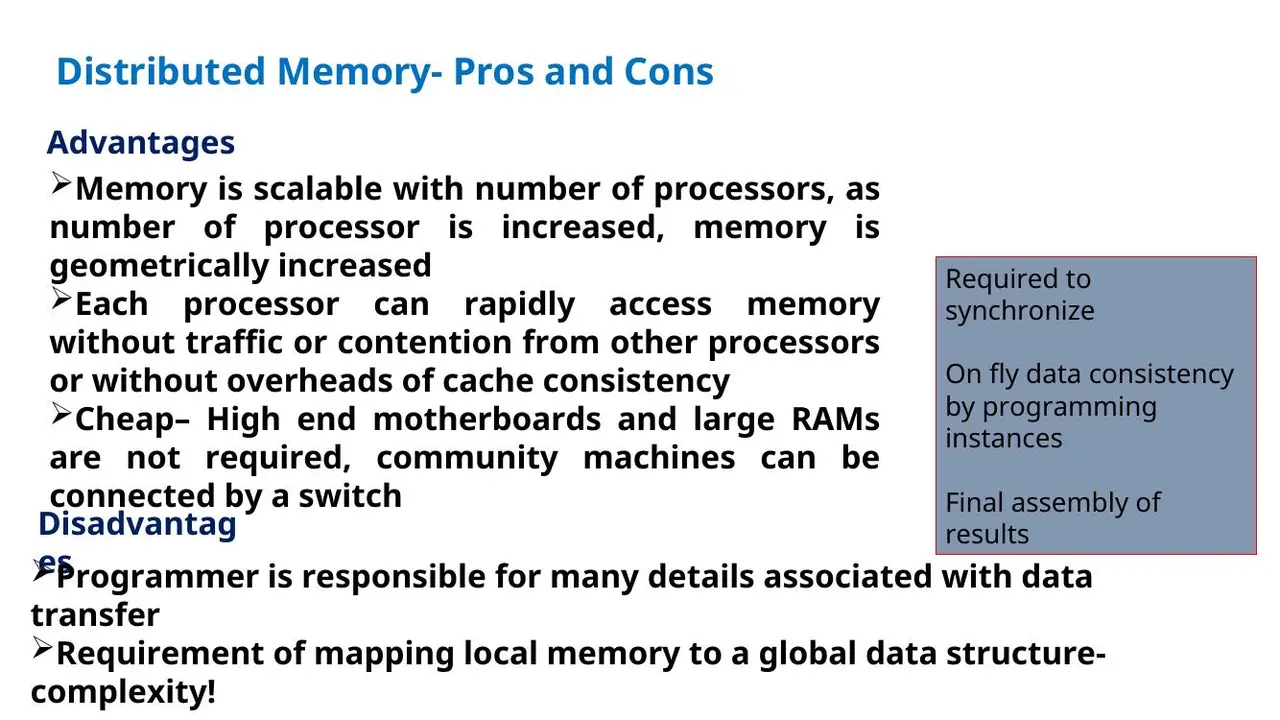 Distributed Memory- Pros and Cons
Advantages
➢Memory is scalable with number of processors, as
number of processor is increased, memory is
geometrically increased
➢Each processor can rapidly access memory
without traffic or contention from other processors
or without overheads of cache consistency
➢Cheap– High end motherboards and large RAMs
are not required, community machines can be
connected by a switch
Required to
synchronize
On fly data consistency
by programming
instances
Final assembly of
results
Disadvantag
es
➢Programmer is responsible for many details associated with data
transfer
➢Requirement of mapping local memory to a global data structure-
complexity!